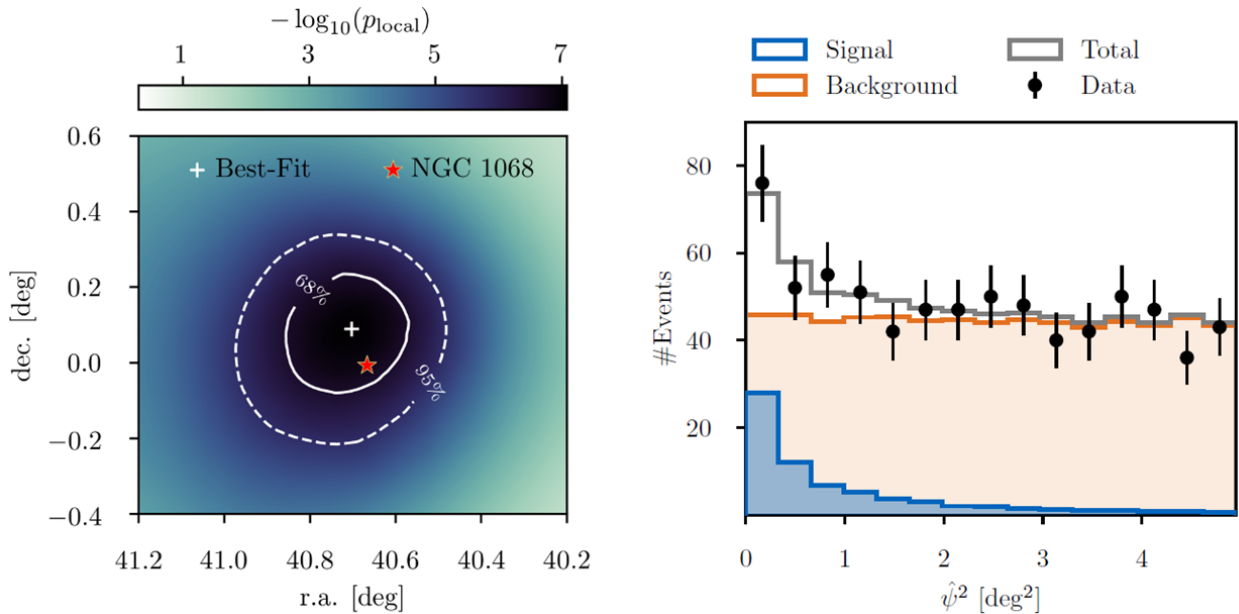 − log₁₀(p_local)
1 3 5 7
0.6
0.4
0.2
0.0
−0.2
−0.4
dec. [deg]
Best-Fit
NGC 1068
68%
95%
41.2 41.0 40.8 40.6 40.4 40.2
r.a. [deg]
Signal
Total
Background
Data
80
60
40
20
#Events
0 1 2 3 4
ψ̂² [deg²]